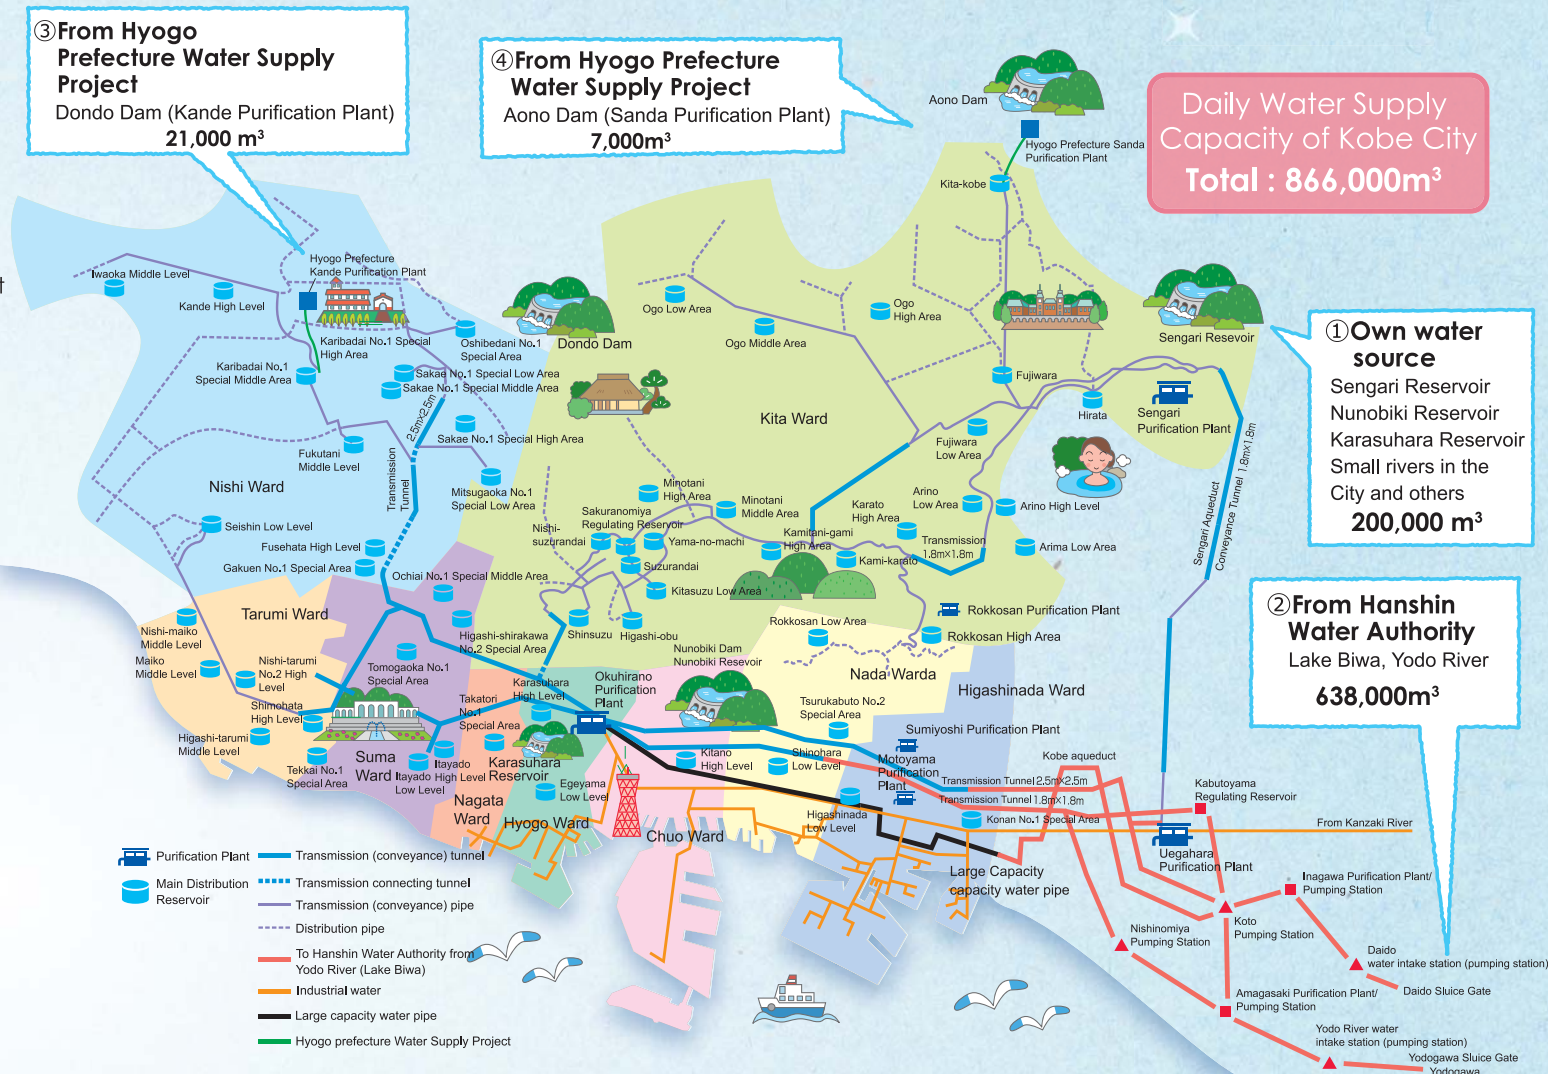 ③From Hyogo
Prefecture Water Supply
Project
Dondo Dam (Kande Purification Plant)
21,000 m³
④From Hyogo Prefecture
Water Supply Project
Aono Dam (Sanda Purification Plant)
7,000m³
Daily Water Supply
Capacity of Kobe City
Total : 866,000m³
①Own water
source
Sengari Reservoir
Nunobiki Reservoir
Karasuhara Reservoir
Small rivers in the
City and others
200,000 m³
②From Hanshin
Water Authority
Lake Biwa, Yodo River
638,000m³
Aono Dam
Hyogo Prefecture Sanda
Purification Plant
Kita-kobe
Iwaoka Middle Level
Kande High Level
Hyogo Prefecture
Kande Purification Plant
Karibadai No.1 Special
High Area
Karibadai No.1
Special Middle Area
Oshibedani No.1
Special Area
Sakae No.1 Special Low Area
Sakae No.1 Special Middle Area
2.5m×2.5m
Sakae No.1 Special High Area
Fukutani
Middle Level
Transmission
Tunnel
Mitsugaoka No.1
Special Low Area
Nishi Ward
Seishin Low Level
Fusehata High Level
Gakuen No.1 Special Area
Dondo Dam
Ogo Low Area
Ogo Middle Area
Ogo
High Area
Kita Ward
Fujiwara
Hirata
Sengari Resevoir
Sengari
Purification Plant
Fujiwara
Low Area
Arino
Low Area
Arino High Level
Karato
High Area
Transmission
1.8m×1.8m
Arima Low Area
Sengari Aqueduct
Conveyance Tunnel 1.8m×1.8m
Minotani
High Area
Minotani
Middle Area
Sakuranomiya
Regulating Reservoir
Nishi-
suzurandai
Yama-no-machi
Suzurandai
Kitasuzu Low Area
Kamitani-gami
High Area
Kami-karato
Shinsuzu
Higashi-obu
Rokkosan Purification Plant
Rokkosan Low Area
Rokkosan High Area
Ochiai No.1 Special Middle Area
Higashi-shirakawa
No.2 Special Area
Tarumi Ward
Nishi-maiko
Middle Level
Maiko
Middle Level
Nishi-tarumi
No.2 High
Level
Shimohata
High Level
Higashi-tarumi
Middle Level
Tekkai No.1
Special Area
Tomogaoka No.1
Special Area
Suma
Ward
Itayado
Low Level
Itayado
High Level
Takatori
No.1
Special Area
Karasuhara
High Level
Okuhirano
Purification
Plant
Karasuhara
Reservoir
Egeyama
Low Level
Nagata
Ward
Hyogo Ward
Nunobiki Dam
Nunobiki Resevoir
Kitano
High Level
Chuo Ward
Nada Warda
Tsurukabuto No.2
Special Area
Shinohara
Low Level
Higashinada Ward
Sumiyoshi Purification Plant
Motoyama
Purification
Plant
Higashinada
Low Level
Kobe aqueduct
Transmission Tunnel 2.5m×2.5m
Transmission Tunnel 1.8m×1.8m
Konan No.1 Special Area
Kabutoyama
Regulating Reservoir
From Kanzaki River
Uegahara
Purification Plant
Large Capacity
capacity water pipe
Inagawa Purification Plant/
Pumping Station
Koto
Pumping Station
Nishinomiya
Pumping Station
Daido
water intake station (pumping station)
Daido Sluice Gate
Amagasaki Purification Plant/
Pumping Station
Yodo River water
intake station (pumping station)
Yodogawa Sluice Gate
Yodogawa
Purification Plant
Main Distribution
Reservoir
Transmission (conveyance) tunnel
Transmission connecting tunnel
Transmission (conveyance) pipe
Distribution pipe
To Hanshin Water Authority from
Yodo River (Lake Biwa)
Industrial water
Large capacity water pipe
Hyogo prefecture Water Supply Project